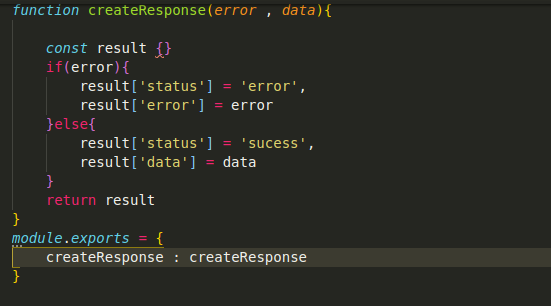 function createResponse(error , data){
const result {}
if(error){
result['status'] = 'error',
result['error'] = error
}else{
result['status'] = 'sucess',
result['data'] = data
}
return result
}
module.exports = {
createResponse : createResponse
}